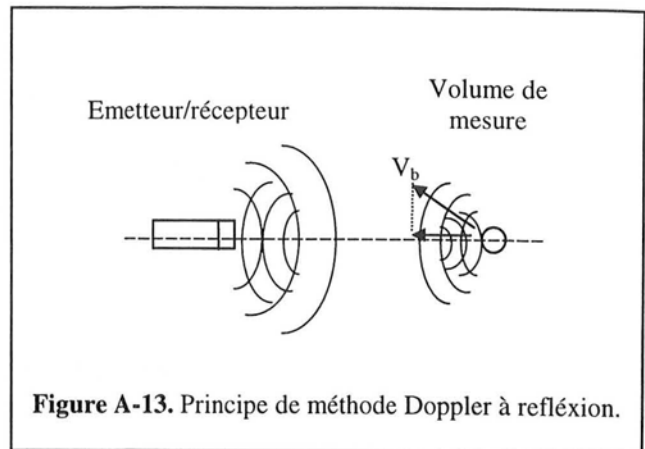 Emetteur/récepteur
Volume de
mesure
V_b
Figure A-13. Principe de méthode Doppler à refléxion.